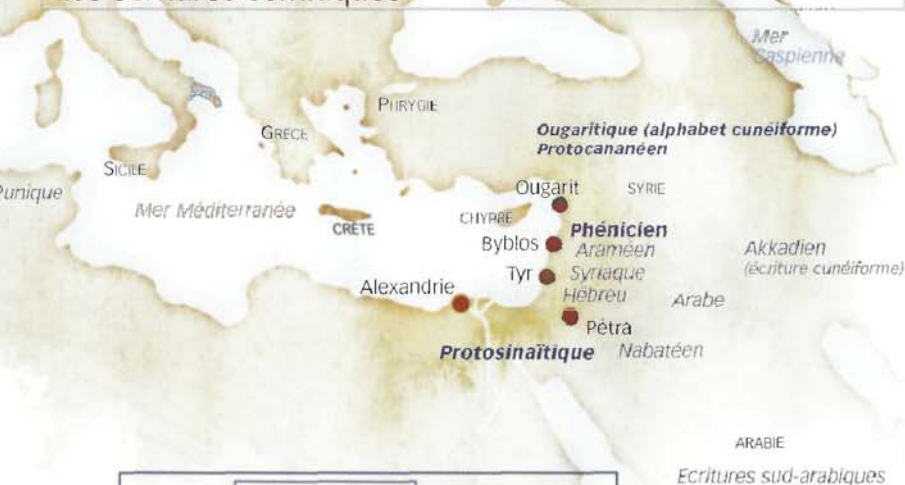 Mer
Caspienne
PHRYGIE
GRÈCE
Ougaritique (alphabet cunéiforme)
Protocananéen
SICILE
Punique
Ougarit
SYRIE
Mer Méditerranée
CRÈTE
CHYPRE
Phénicien
Byblos
Araméen
Akkadien
(écriture cunéiforme)
Tyr
Syriaque
Alexandrie
Hébreu
Arabe
Pétra
Protosinaïtique
Nabatéen
ARABIE
Ecritures sud-arabiques